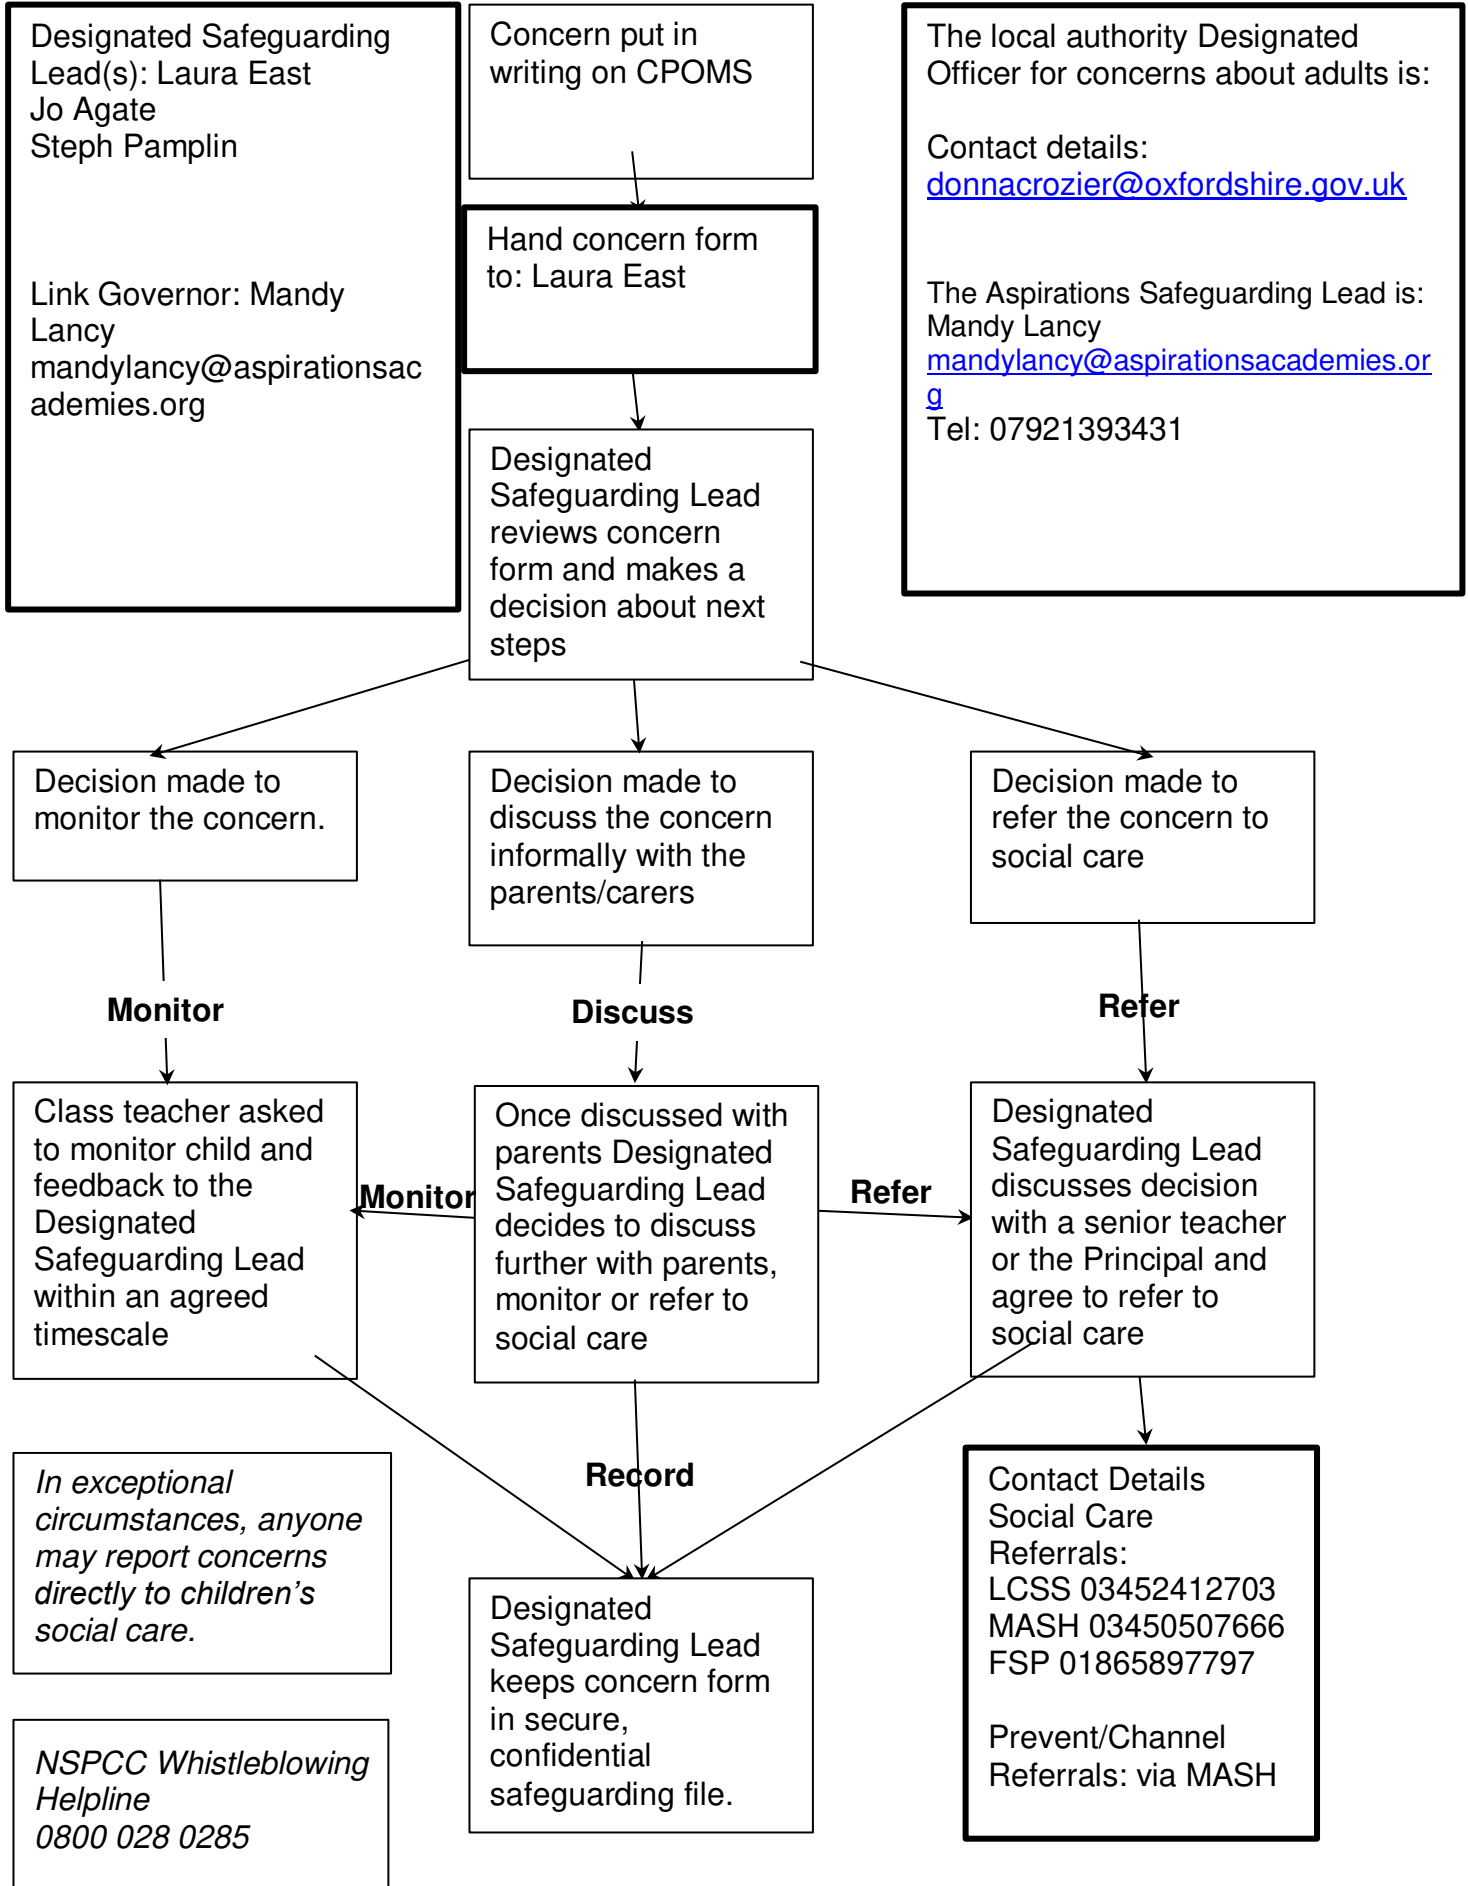 Designated Safeguarding
Lead(s): Laura East
Jo Agate
Steph Pamplin
Link Governor: Mandy
Lancy
mandylancy@aspirationsac
ademies.org
Concern put in
writing on CPOMS
Hand concern form
to: Laura East
The local authority Designated
Officer for concerns about adults is:
Contact details:
donnacrozier@oxfordshire.gov.uk
The Aspirations Safeguarding Lead is:
Mandy Lancy
mandylancy@aspirationsacademies.or
g
Tel: 07921393431
Designated
Safeguarding Lead
reviews concern
form and makes a
decision about next
steps
Decision made to
monitor the concern.
Decision made to
discuss the concern
informally with the
parents/carers
Decision made to
refer the concern to
social care
Monitor
Discuss
Refer
Class teacher asked
to monitor child and
feedback to the
Designated
Safeguarding Lead
within an agreed
timescale
Monitor
Once discussed with
parents Designated
Safeguarding Lead
decides to discuss
further with parents,
monitor or refer to
social care
Refer
Designated
Safeguarding Lead
discusses decision
with a senior teacher
or the Principal and
agree to refer to
social care
Record
In exceptional
circumstances, anyone
may report concerns
directly to children’s
social care.
Designated
Safeguarding Lead
keeps concern form
in secure,
confidential
safeguarding file.
Contact Details
Social Care
Referrals:
LCSS 03452412703
MASH 03450507666
FSP 01865897797
Prevent/Channel
Referrals: via MASH
NSPCC Whistleblowing
Helpline
0800 028 0285